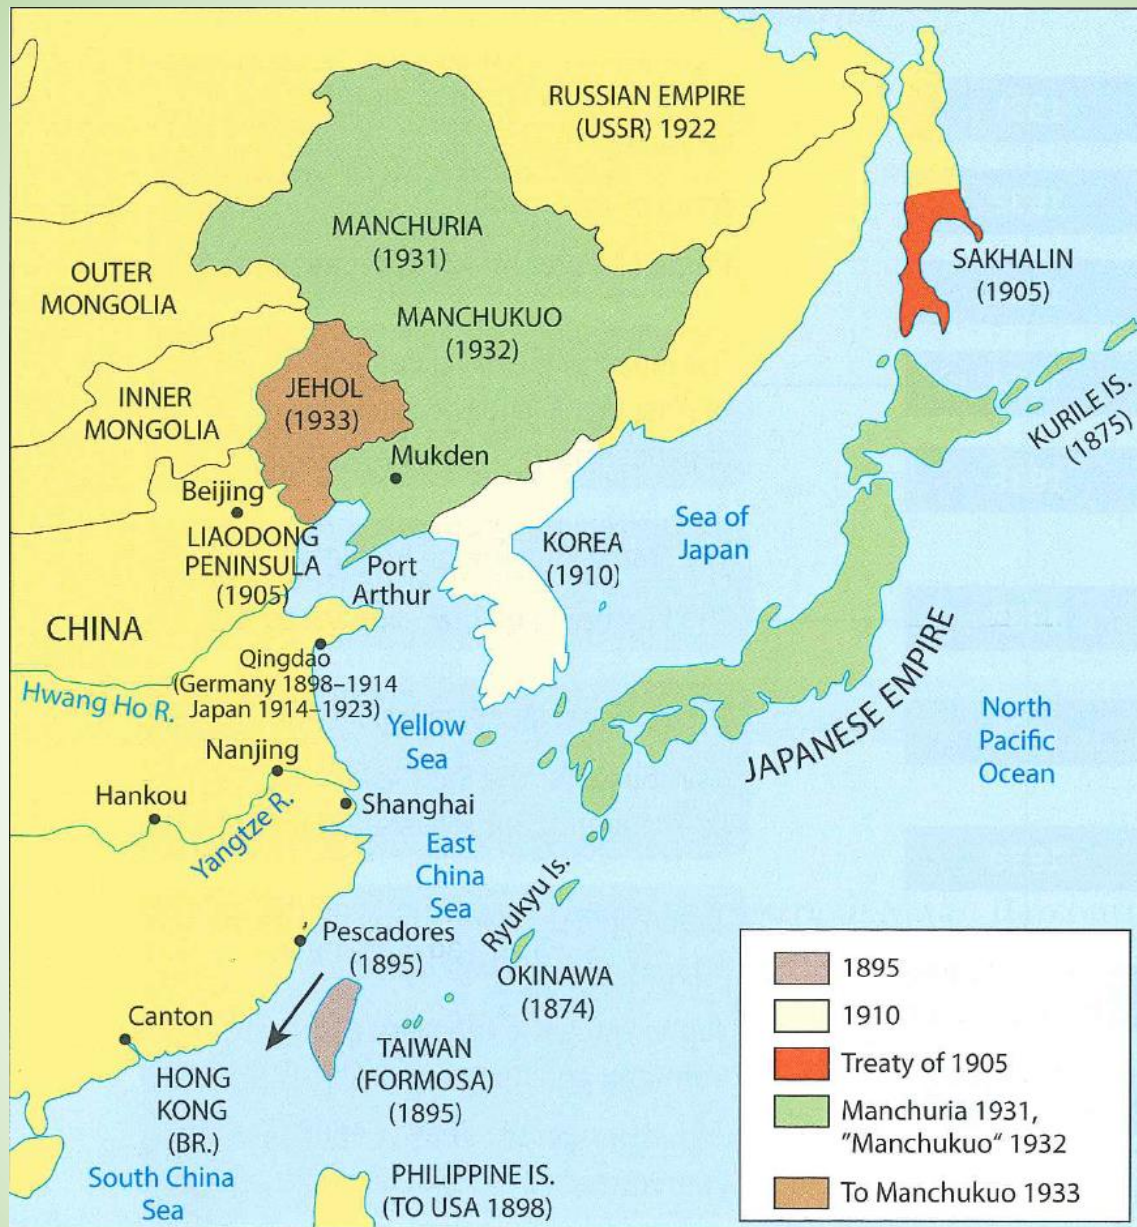 RUSSIAN EMPIRE
(USSR) 1922
MANCHURIA
(1931)
SAKHALIN
(1905)
OUTER
MONGOLIA
MANCHUKUO
(1932)
JEHOL
(1933)
INNER
MONGOLIA
KURILE IS.
(1875)
Mukden
Beijing
LIAODONG
PENINSULA
(1905)
Port
Arthur
KOREA
(1910)
Sea of
Japan
CHINA
Qingdao
(Germany 1898–1914
Japan 1914–1923)
Hwang Ho R.
Yellow
Sea
JAPANESE EMPIRE
North
Pacific
Ocean
Nanjing
Hankou
Shanghai
Yangtze R.
East
China
Sea
Ryukyu Is.
Pescadores
(1895)
OKINAWA
(1874)
Canton
TAIWAN
(FORMOSA)
(1895)
HONG
KONG
(BR.)
South China
Sea
PHILIPPINE IS.
(TO USA 1898)
1895
1910
Treaty of 1905
Manchuria 1931,
"Manchukuo" 1932
To Manchukuo 1933